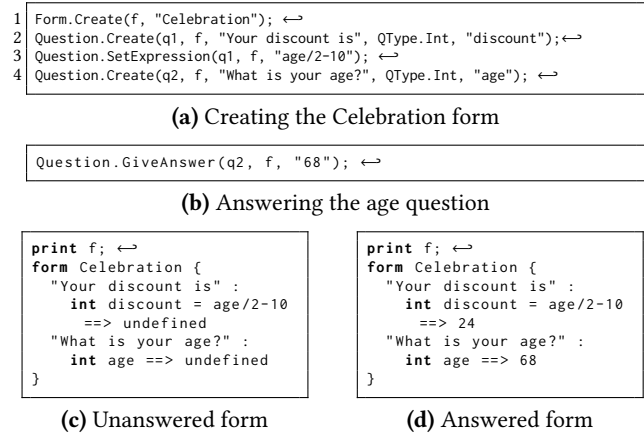 1 Form.Create(f, "Celebration"); ↩
2 Question.Create(q1, f, "Your discount is", QType.Int, "discount");↩
3 Question.SetExpression(q1, f, "age/2-10"); ↩
4 Question.Create(q2, f, "What is your age?", QType.Int, "age"); ↩
(a) Creating the Celebration form
Question.GiveAnswer(q2, f, "68"); ↩
(b) Answering the age question
print f; ↩
form Celebration {
"Your discount is" :
int discount = age/2-10
==> undefined
"What is your age?" :
int age ==> undefined
}
(c) Unanswered form
print f; ↩
form Celebration {
"Your discount is" :
int discount = age/2-10
==> 24
"What is your age?" :
int age ==> 68
}
(d) Answered form